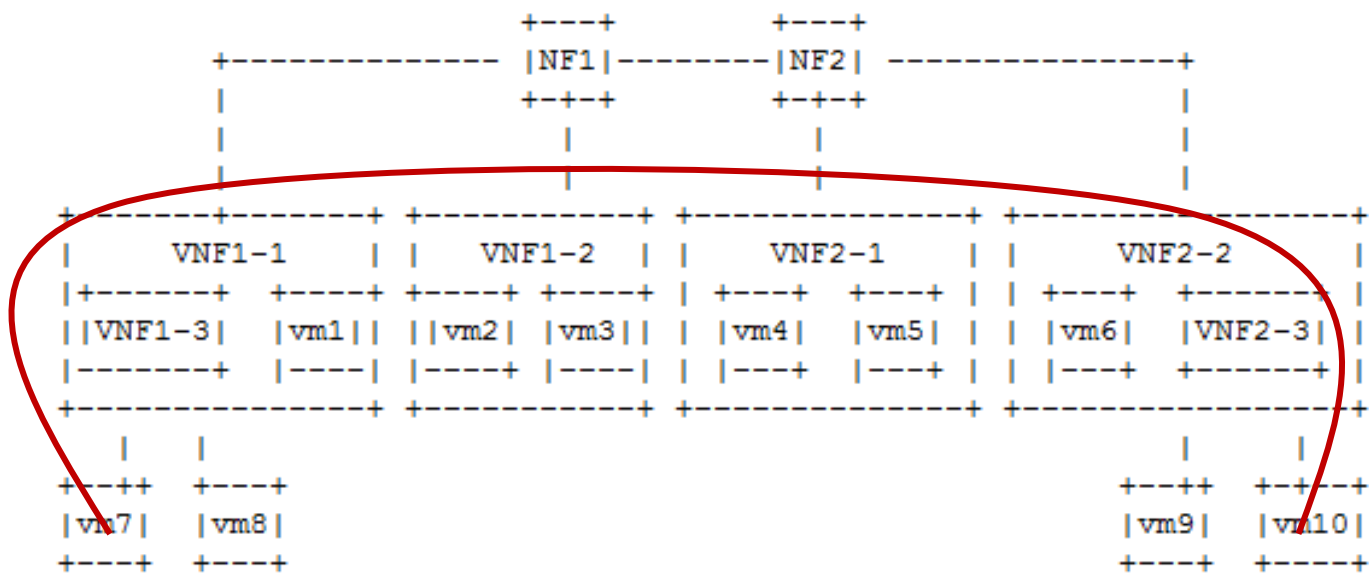 NF1 NF2
VNF1-1 VNF1-2 VNF2-1 VNF2-2
VNF1-3 vm1 vm2 vm3 vm4 vm5 vm6 VNF2-3
vm7 vm8 vm9 vm10